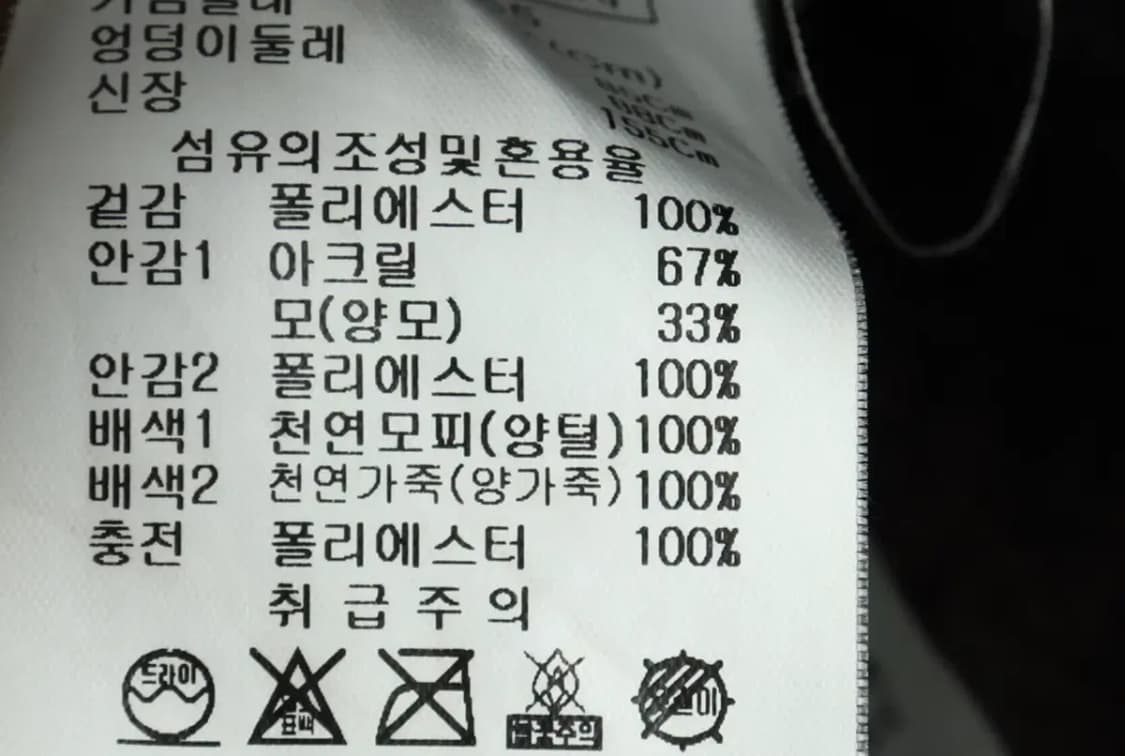 엉덩이둘레
신장 155Cm
섬유의조성및혼용율
겉감 폴리에스터 100%
안감1 아크릴 67%
모(양모) 33%
안감2 폴리에스터 100%
배색1 천연모피(양털) 100%
배색2 천연가죽(양가죽) 100%
충전 폴리에스터 100%
취급주의
드라이
표백